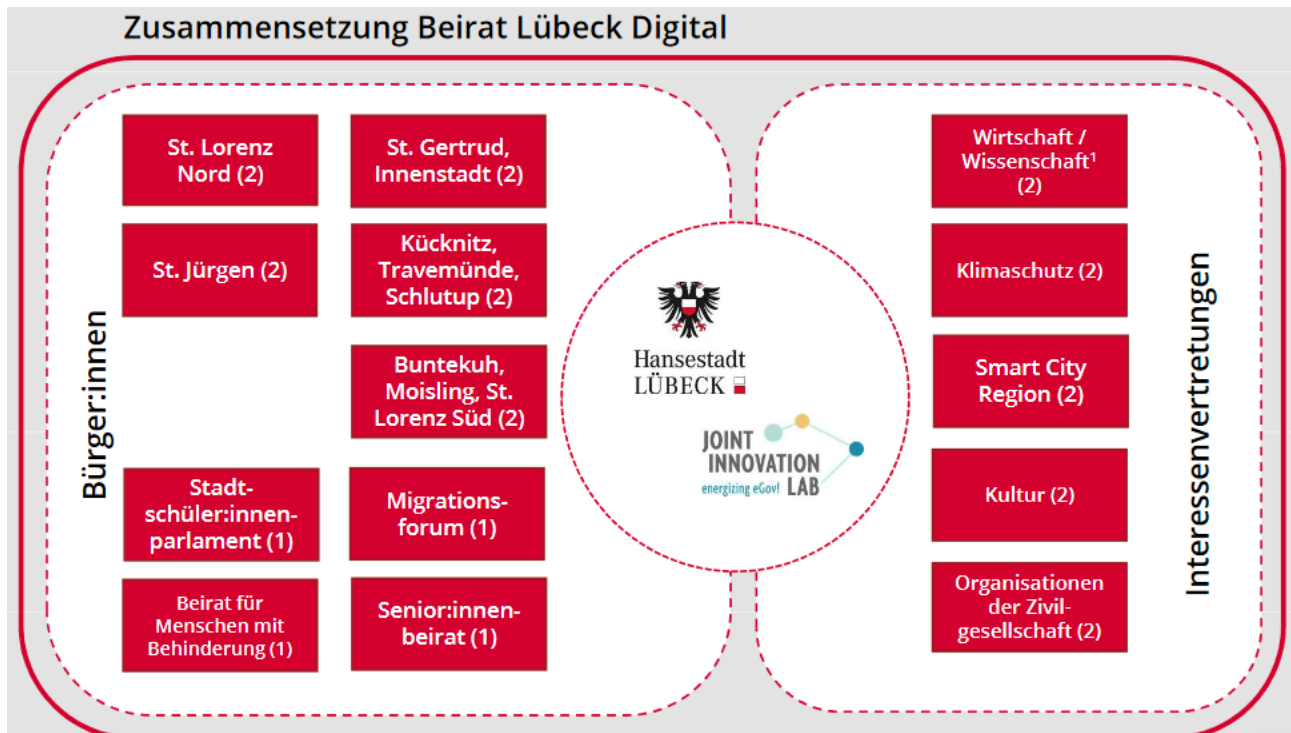 Zusammensetzung Beirat Lübeck Digital
Bürger:innen
St. Lorenz
Nord (2)
St. Gertrud,
Innenstadt (2)
St. Jürgen (2)
Kücknitz,
Travemünde,
Schlutup (2)
Buntekuh,
Moisling, St.
Lorenz Süd (2)
Stadt-
schüler:innen-
parlament (1)
Migrations-
forum (1)
Beirat für
Menschen mit
Behinderung (1)
Senior:innen-
beirat (1)
Hansestadt
LÜBECK
JOINT
INNOVATION
energizing eGov! LAB
Wirtschaft /
Wissenschaft¹
(2)
Klimaschutz (2)
Smart City
Region (2)
Kultur (2)
Organisationen
der Zivil-
gesellschaft (2)
Interessenvertretungen